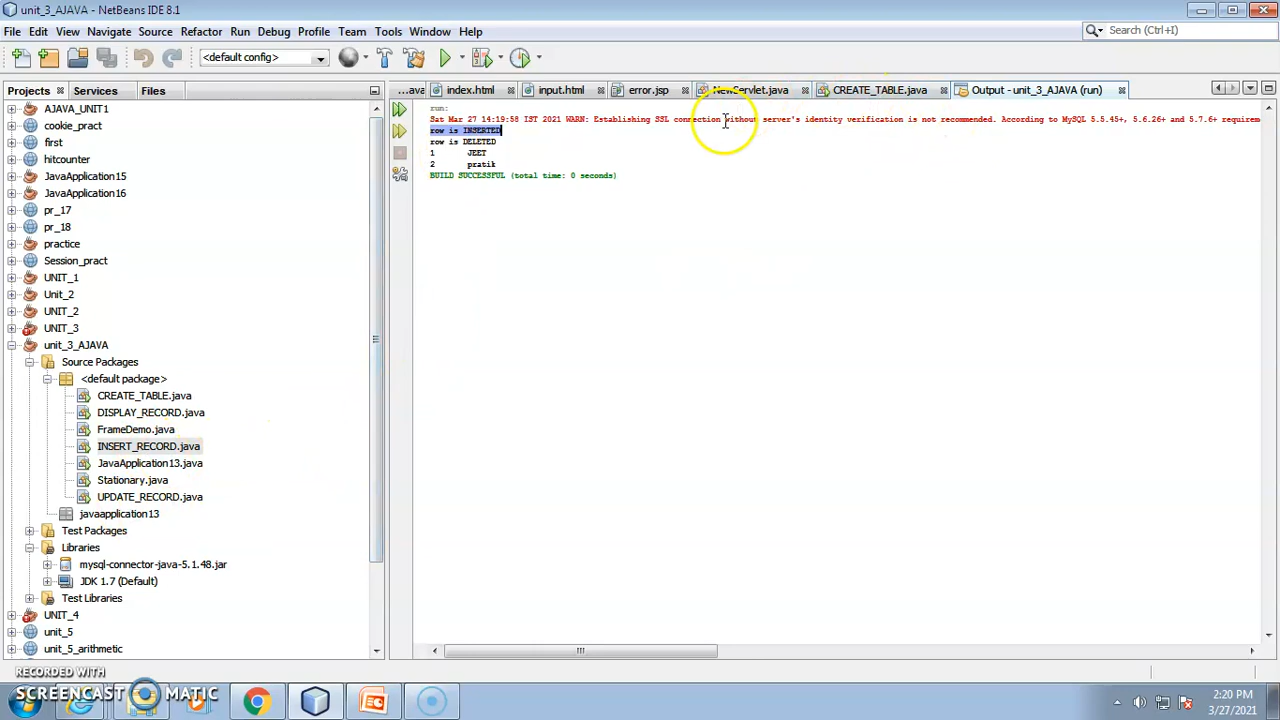 unit_3_AJAVA - NetBeans IDE 8.1
File Edit View Navigate Source Refactor Run Debug Profile Team Tools Window Help
Search (Ctrl+I)
<default config>
Projects Services Files
...ava index.html input.html error.jsp NewServlet.java CREATE_TABLE.java Output - unit_3_AJAVA (run)
AJAVA_UNIT1
cookie_pract
first
hitcounter
JavaApplication15
JavaApplication16
pr_17
pr_18
practice
Session_pract
UNIT_1
Unit_2
UNIT_2
UNIT_3
unit_3_AJAVA
Source Packages
<default package>
CREATE_TABLE.java
DISPLAY_RECORD.java
FrameDemo.java
INSERT_RECORD.java
JavaApplication13.java
Stationary.java
UPDATE_RECORD.java
javaapplication13
Test Packages
Libraries
mysql-connector-java-5.1.48.jar
JDK 1.7 (Default)
Test Libraries
UNIT_4
unit_5
unit_5_arithmetic
run:
Sat Mar 27 14:19:58 IST 2021 WARN: Establishing SSL connection without server's identity verification is not recommended. According to MySQL 5.5.45+, 5.6.26+ and 5.7.6+ requirem
row is INSERTED
row is DELETED
1 JEET
2 pratik
BUILD SUCCESSFUL (total time: 0 seconds)
RECORDED WITH
SCREENCAST MATIC
2:20 PM
3/27/2021